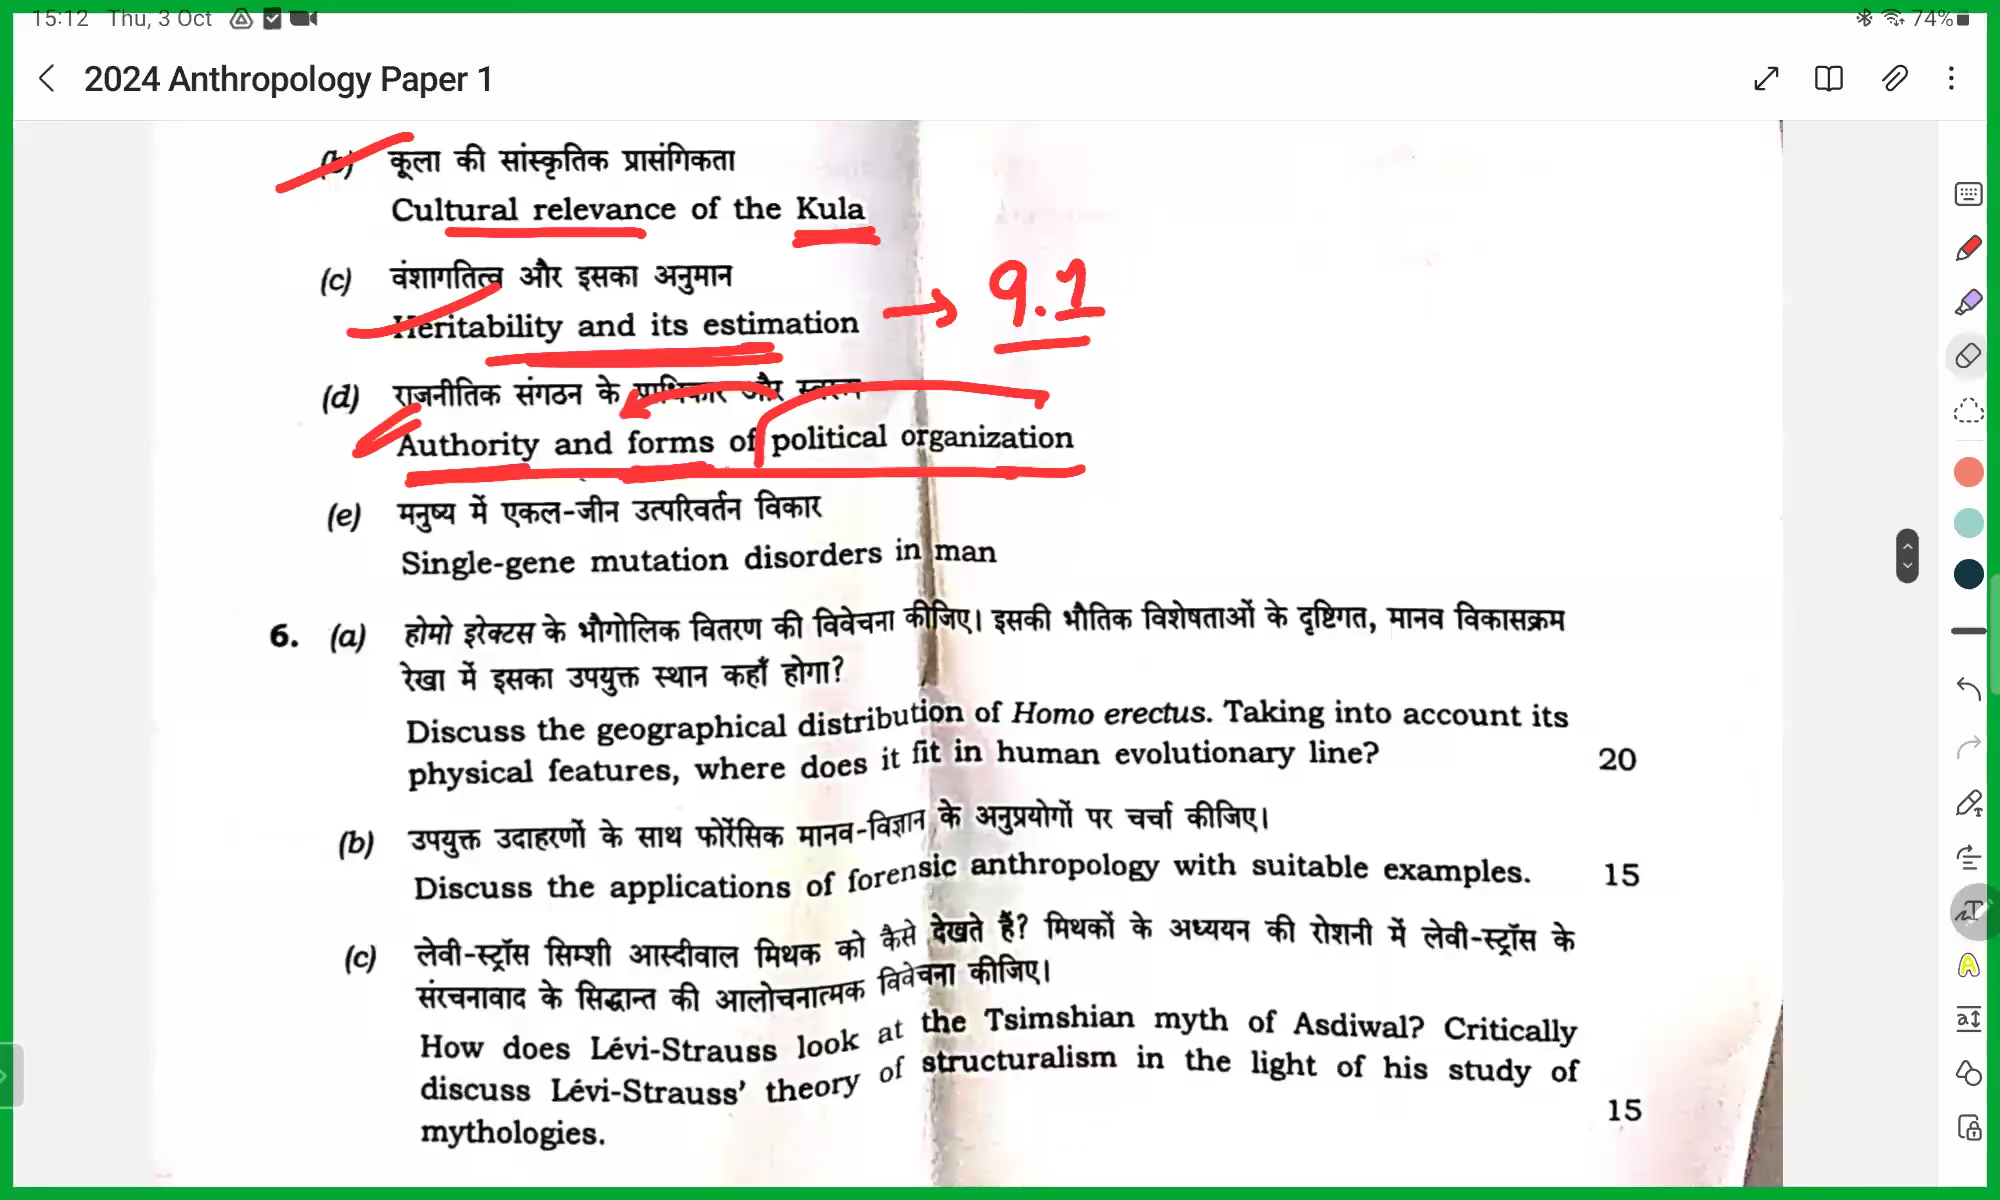 15:12 Thu, 3 Oct
74%
2024 Anthropology Paper 1
(b) कूला की सांस्कृतिक प्रासंगिकता
Cultural relevance of the Kula
(c) वंशागतित्व और इसका अनुमान
Heritability and its estimation
9.1
(d) राजनीतिक संगठन के प्राधिकार और स्वरूप
Authority and forms of political organization
(e) मनुष्य में एकल-जीन उत्परिवर्तन विकार
Single-gene mutation disorders in man
6. (a) होमो इरेक्टस के भौगोलिक वितरण की विवेचना कीजिए। इसकी भौतिक विशेषताओं के दृष्टिगत, मानव विकासक्रम
रेखा में इसका उपयुक्त स्थान कहाँ होगा?
Discuss the geographical distribution of Homo erectus. Taking into account its
physical features, where does it fit in human evolutionary line? 20
(b) उपयुक्त उदाहरणों के साथ फोरेंसिक मानव-विज्ञान के अनुप्रयोगों पर चर्चा कीजिए।
Discuss the applications of forensic anthropology with suitable examples. 15
(c) लेवी-स्ट्रॉस सिम्शी आस्दीवाल मिथक को कैसे देखते हैं? मिथकों के अध्ययन की रोशनी में लेवी-स्ट्रॉस के
संरचनावाद के सिद्धान्त की आलोचनात्मक विवेचना कीजिए।
How does Lévi-Strauss look at the Tsimshian myth of Asdiwal? Critically
discuss Lévi-Strauss' theory of structuralism in the light of his study of
mythologies. 15